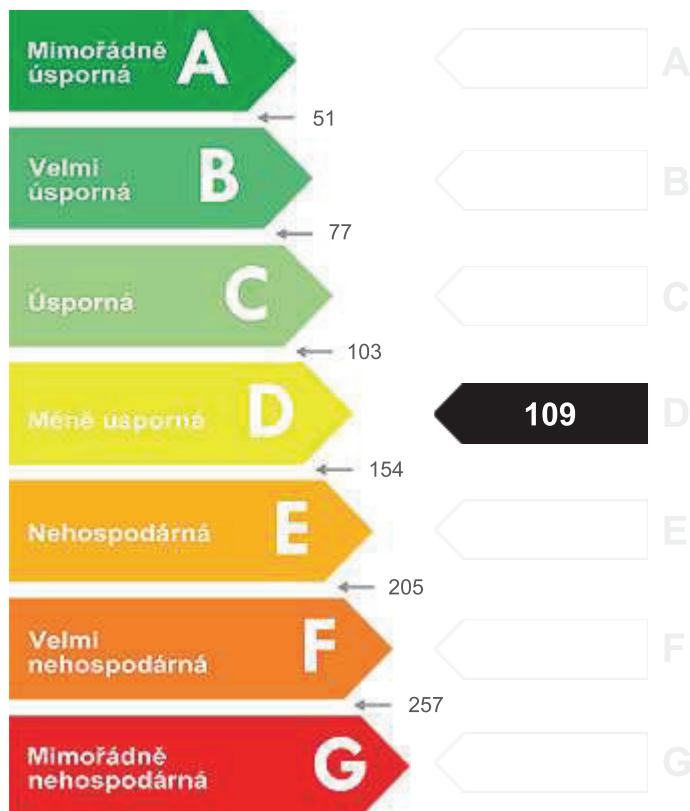 Mimořádně
úsporná
A
A
51
Velmi
úsporná
B
B
77
Úsporná
C
C
103
Méně úsporná
D
109
D
154
Nehospodárná
E
E
205
Velmi
nehospodárná
F
F
257
Mimořádně
nehospodárná
G
G